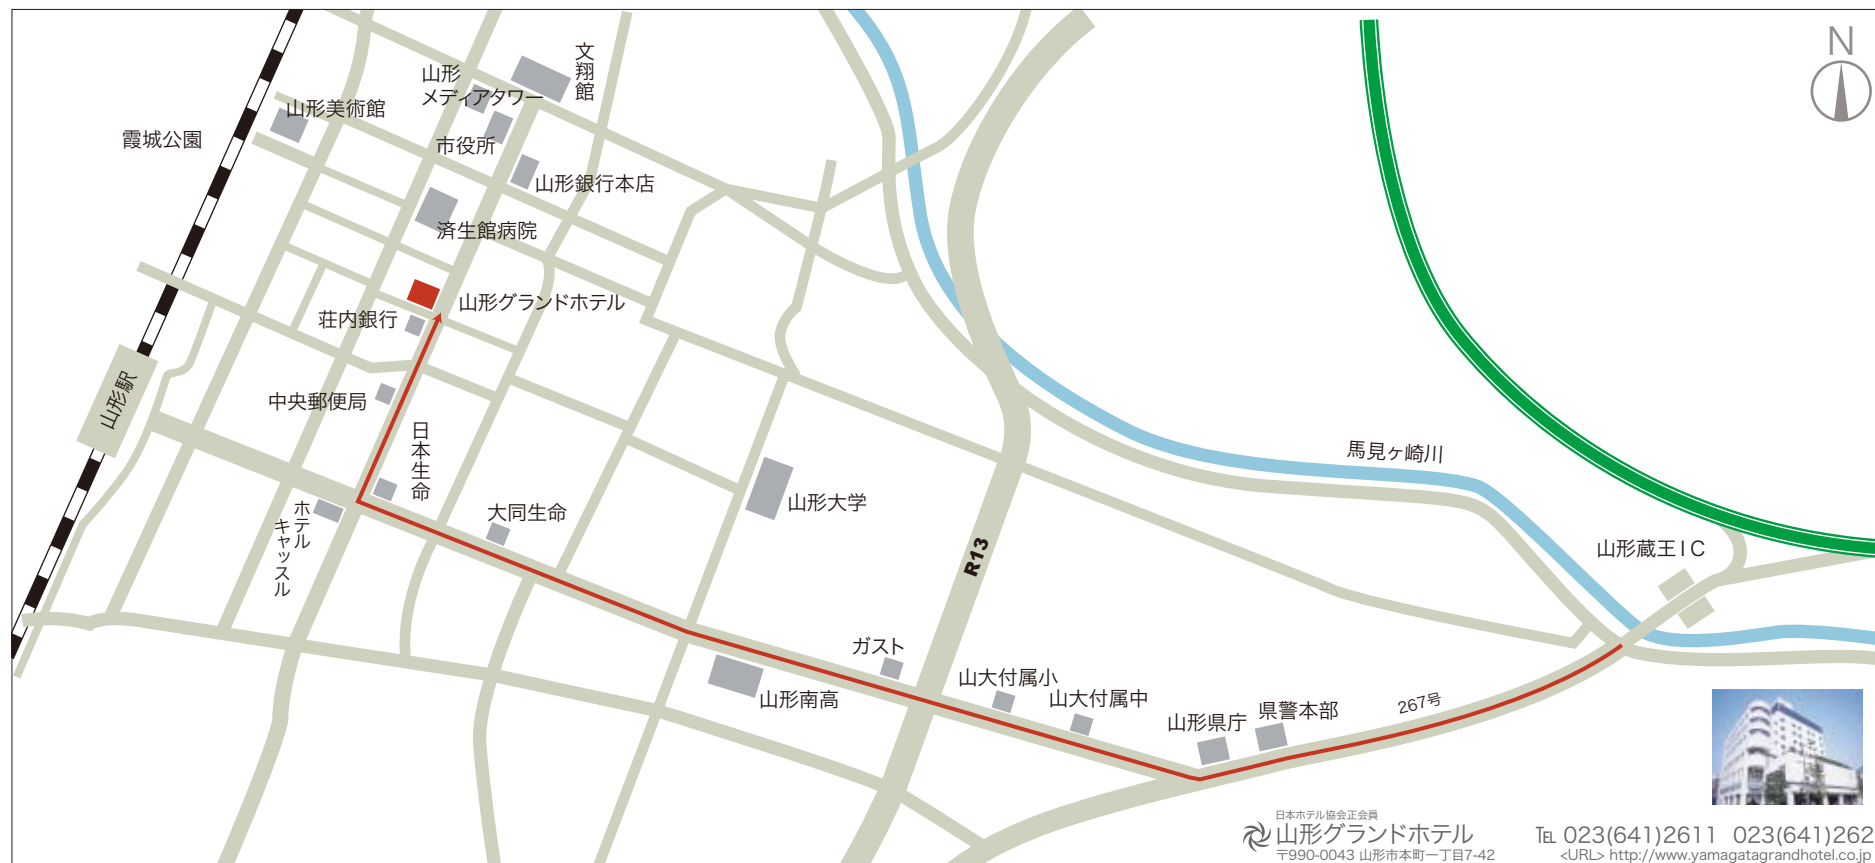 N
文翔館
山形
メディアタワー
山形美術館
霞城公園
市役所
山形銀行本店
済生館病院
山形グランドホテル
荘内銀行
山形駅
中央郵便局
日本生命
馬見ヶ崎川
ホテル
キャッスル
大同生命
山形大学
R13
山形蔵王IC
ガスト
山大付属小
山大付属中
山形南高
山形県庁
県警本部
267号
日本ホテル協会正会員
山形グランドホテル
〒990-0043 山形市本町一丁目7-42
TEL 023(641)2611 023(641)262
<URL> http://www.yamagatagrandhotel.co.jp